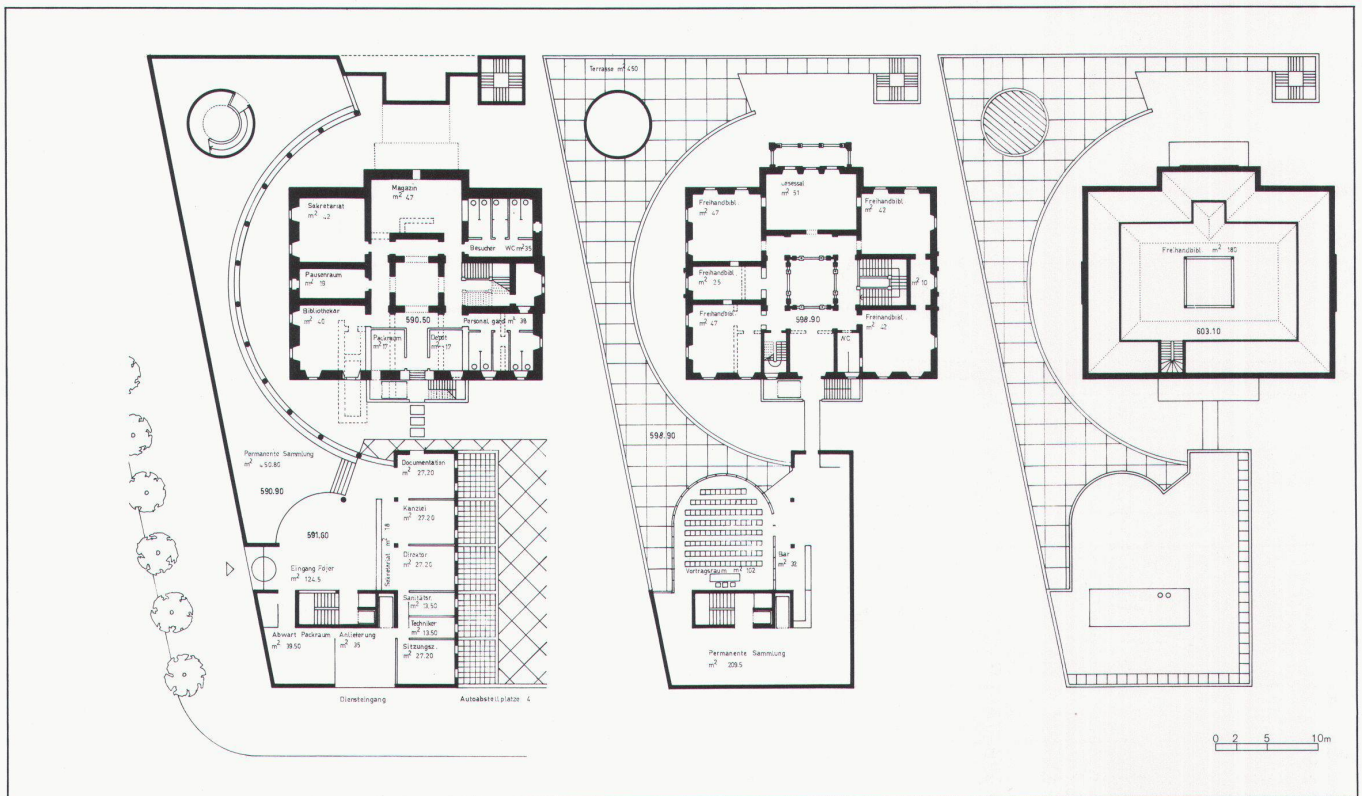 Magazin
m² 47
Sekretariat
m² 42
Besucher WC m² 35
Pausenraum
m² 19
Bibliothekar
m² 40
590.50
Personal gard m² 38
Packraum
m² 17
Depot
m² 17
Permanente Sammlung
m² 450.80
590.90
591.60
Documentation
m² 27.20
Kanzlei
m² 27.20
Sekretariat m² 18
Direktor
m² 27.20
Eingang Foyer
m² 124.5
Sanitätsr.
m² 13.50
Techniker
m² 13.50
Abwart Packraum
m² 39.50
Anlieferung
m² 35
Sitzungsz.
m² 27.20
Diensteingang
Autoabstellplätze 4
Terrasse m² 450
Lesesaal
m² 51
Freihandbibl.
m² 47
Freihandbibl.
m² 42
Freihandbibl.
m² 25
m² 10
Freihandbibl.
m² 47
598.90
Freihandbibl.
m² 42
WC
598.90
Vortragsraum m² 102
Bar
m² 32
Permanente Sammlung
m² 209.5
Freihandbibl. m² 180
603.10
0 2 5 10m